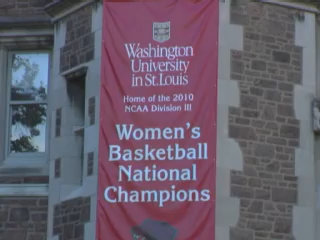 Washington
University
in St. Louis
Home of the 2010
NCAA Division III
Women's
Basketball
National
Champions